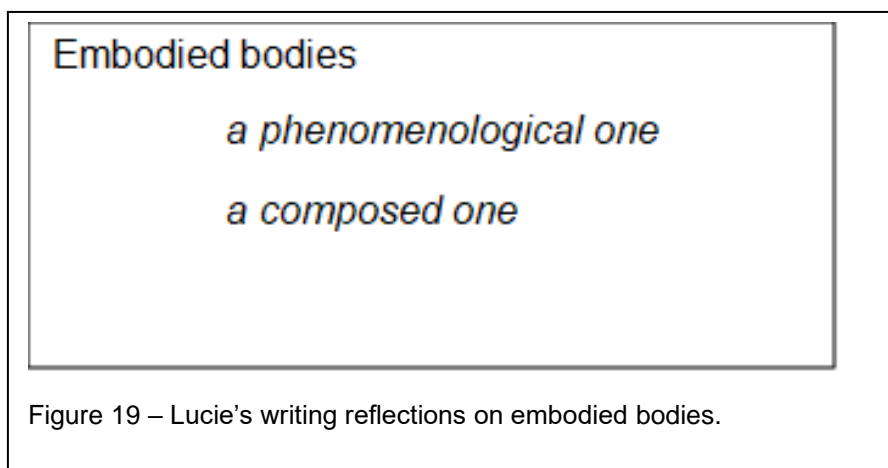 Embodied bodies
a phenomenological one
a composed one
Figure 19 – Lucie's writing reflections on embodied bodies.